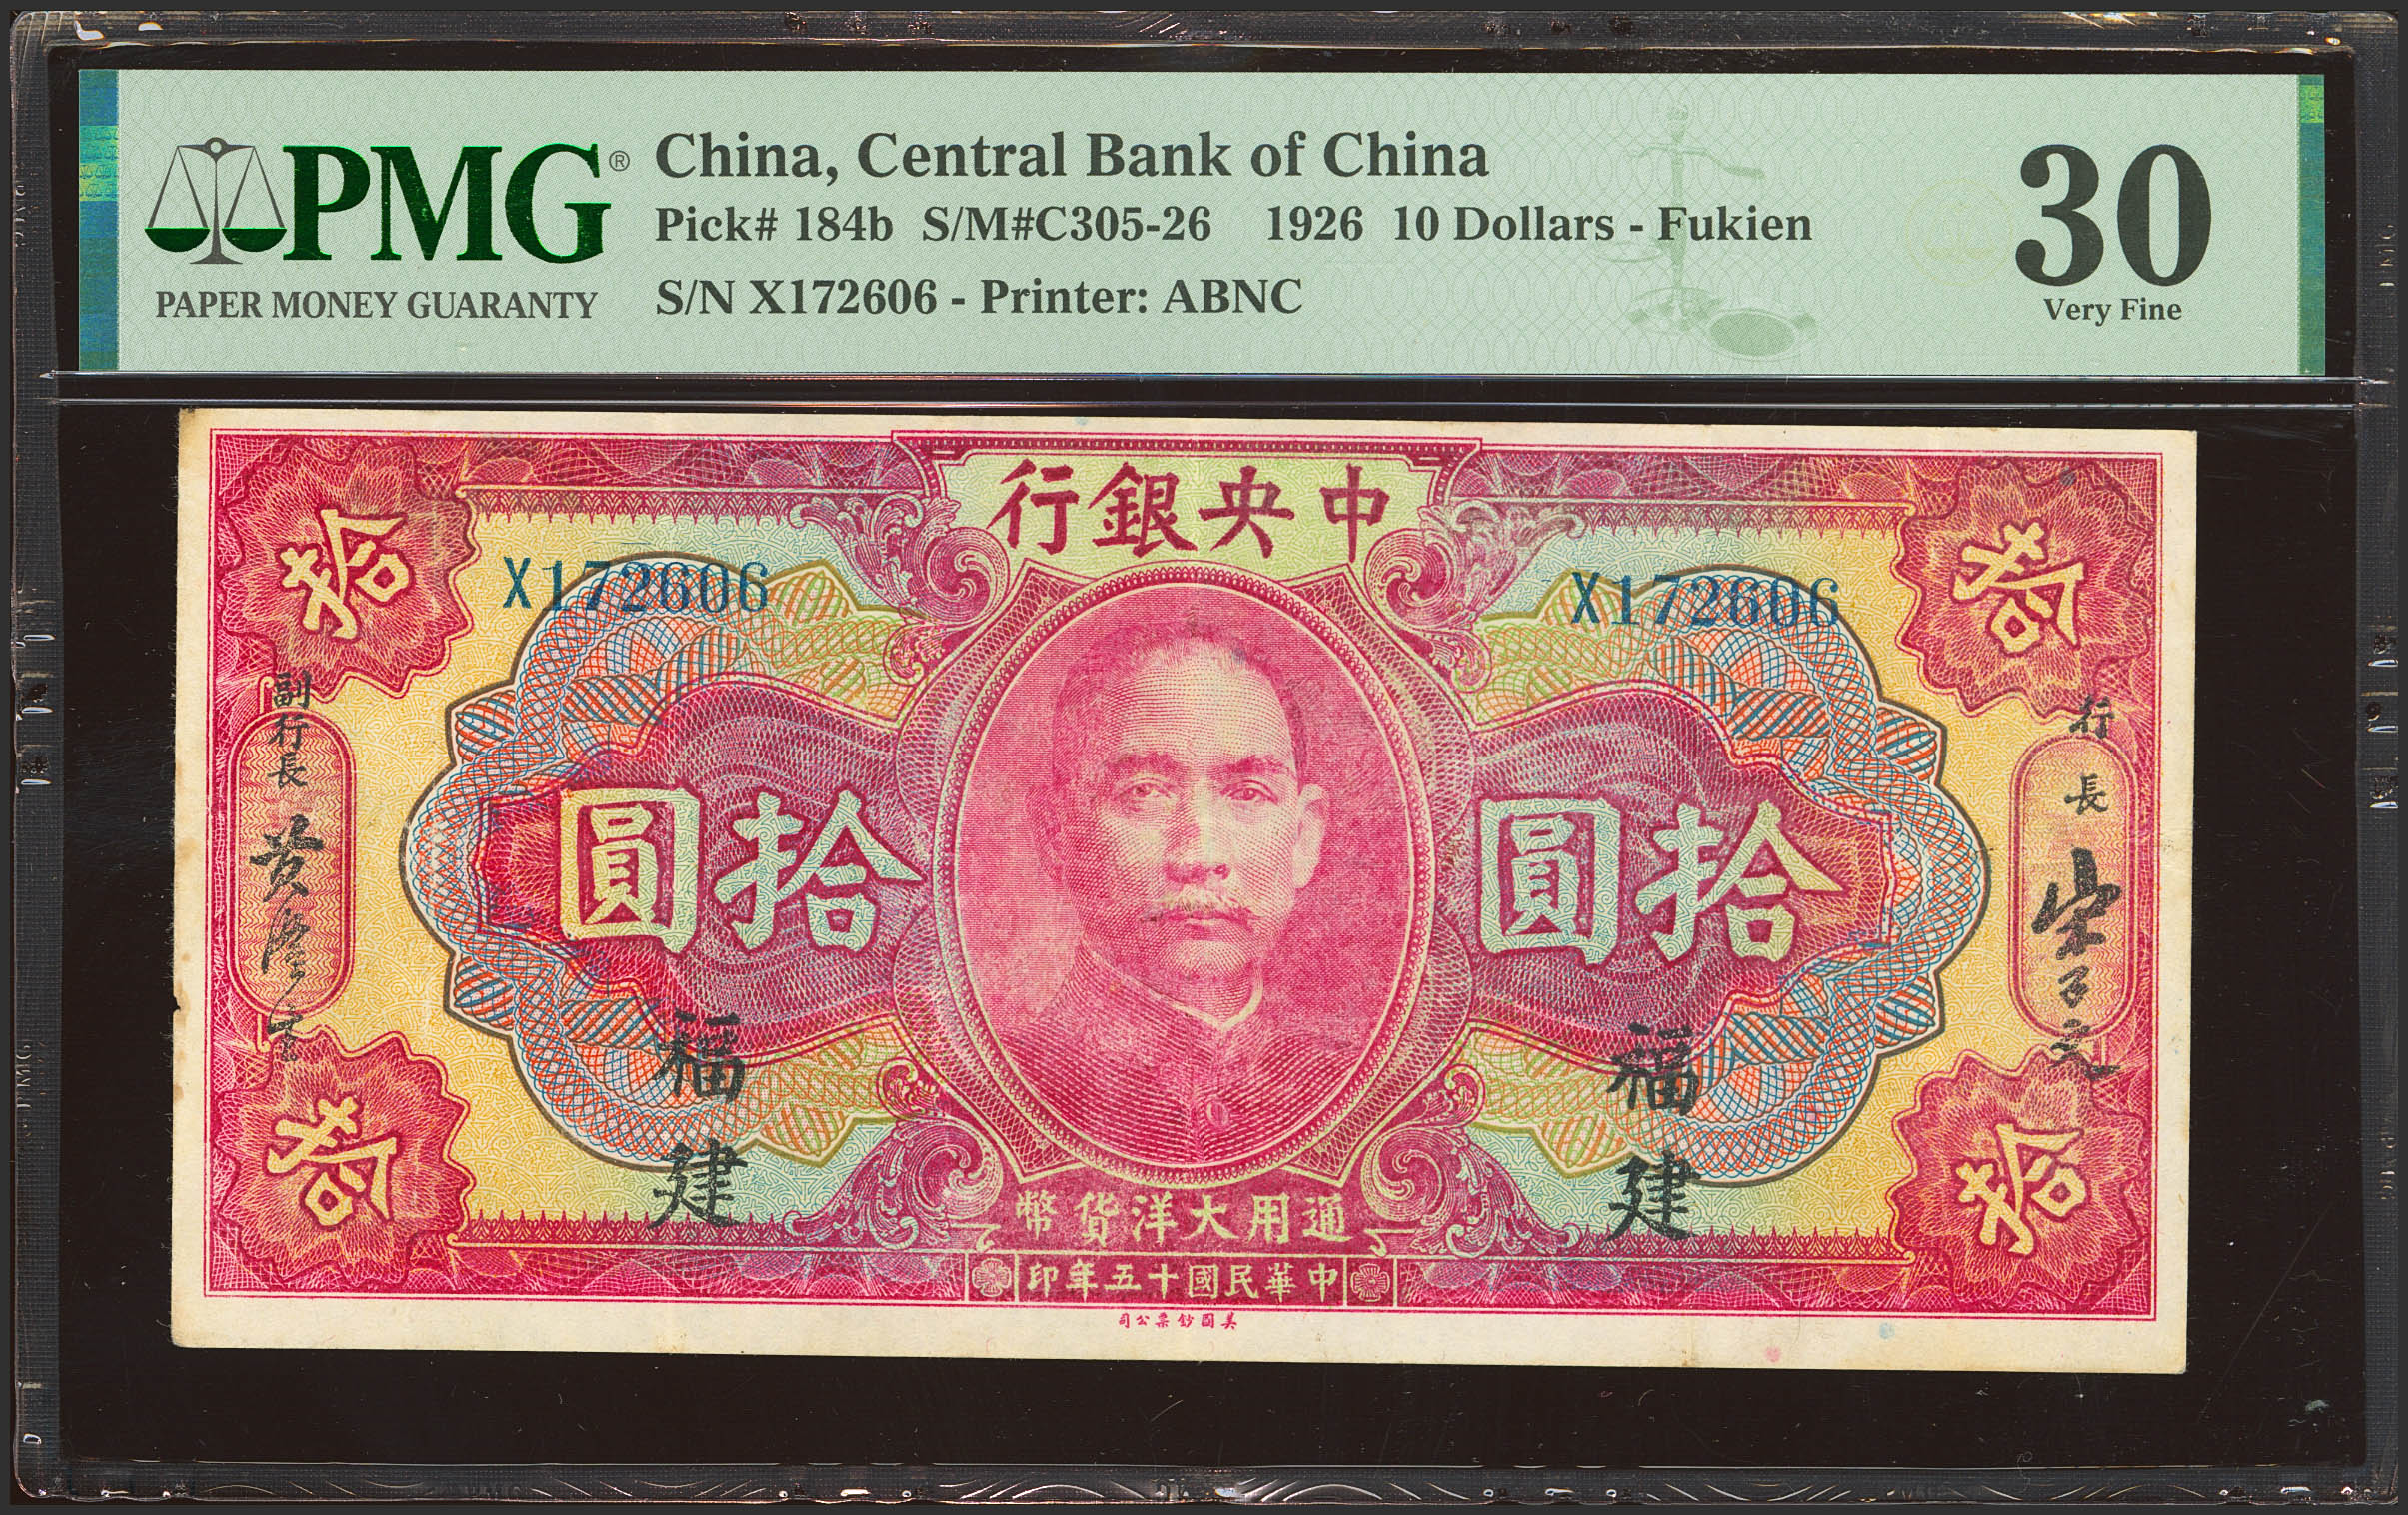 PMG®
PAPER MONEY GUARANTY
China, Central Bank of China
Pick# 184b S/M#C305-26 1926 10 Dollars - Fukien
S/N X172606 - Printer: ABNC
30
Very Fine
中央銀行
拾
拾
X172606
X172606
副行長
行長
拾圓
拾圓
福建
福建
拾
拾
通用大洋貨幣
中華民國十五年印
美國鈔票公司